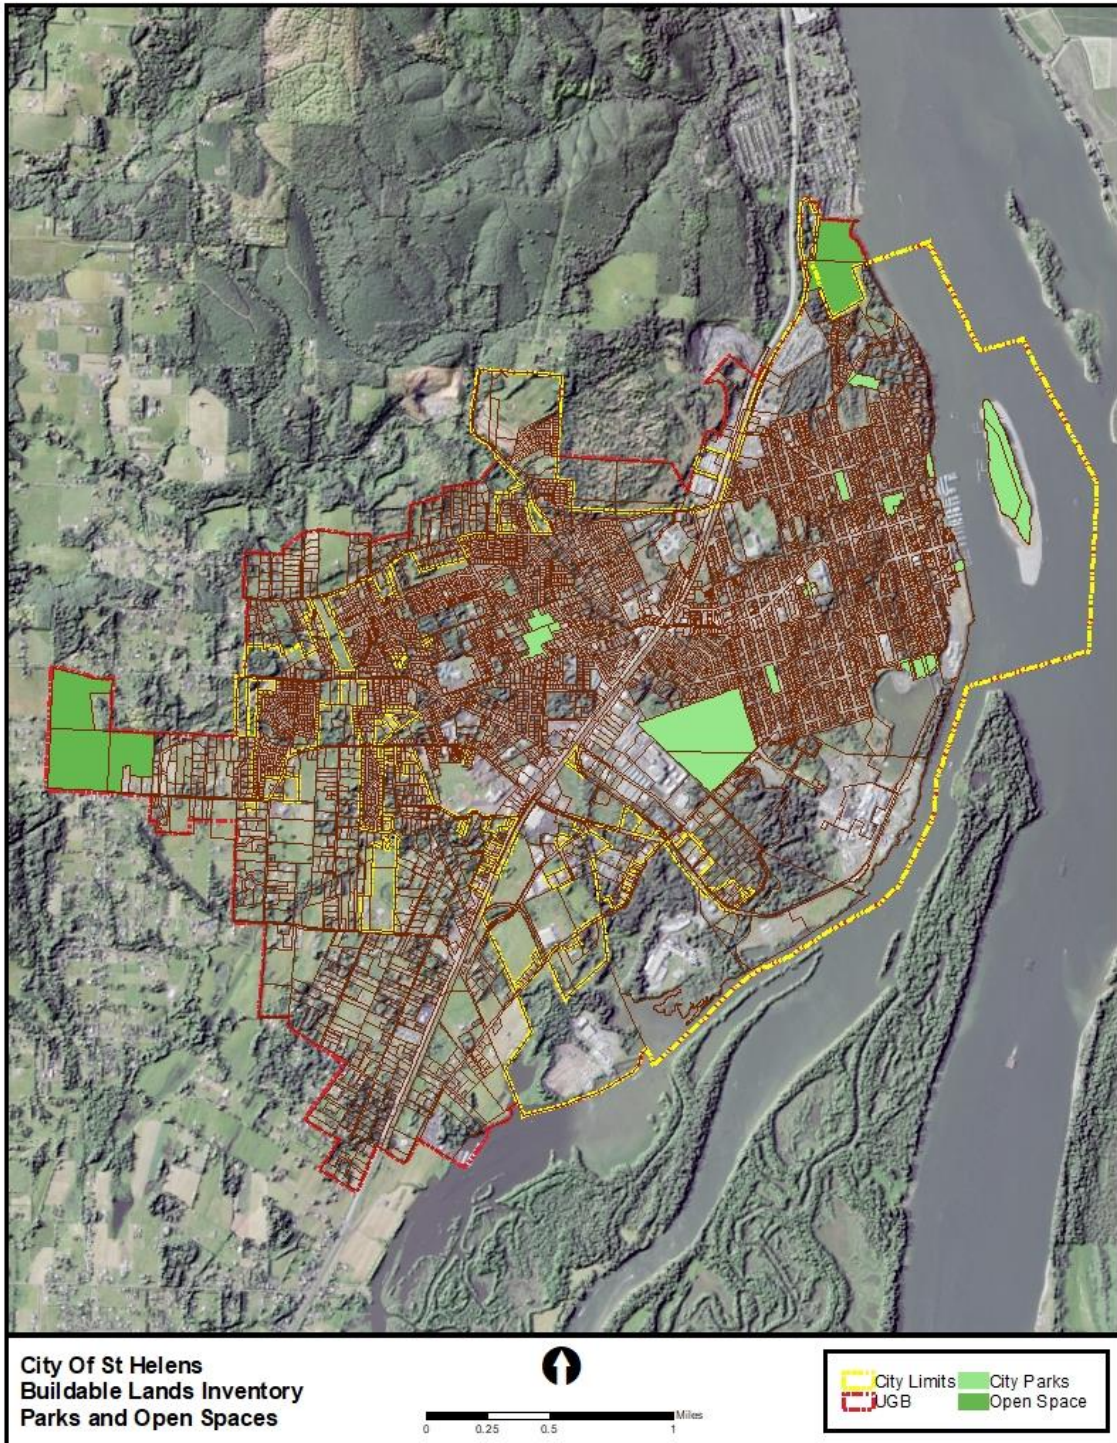 City Of St Helens
Buildable Lands Inventory
Parks and Open Spaces
Miles
0 0.25 0.5 1
City Limits City Parks
UGB Open Space